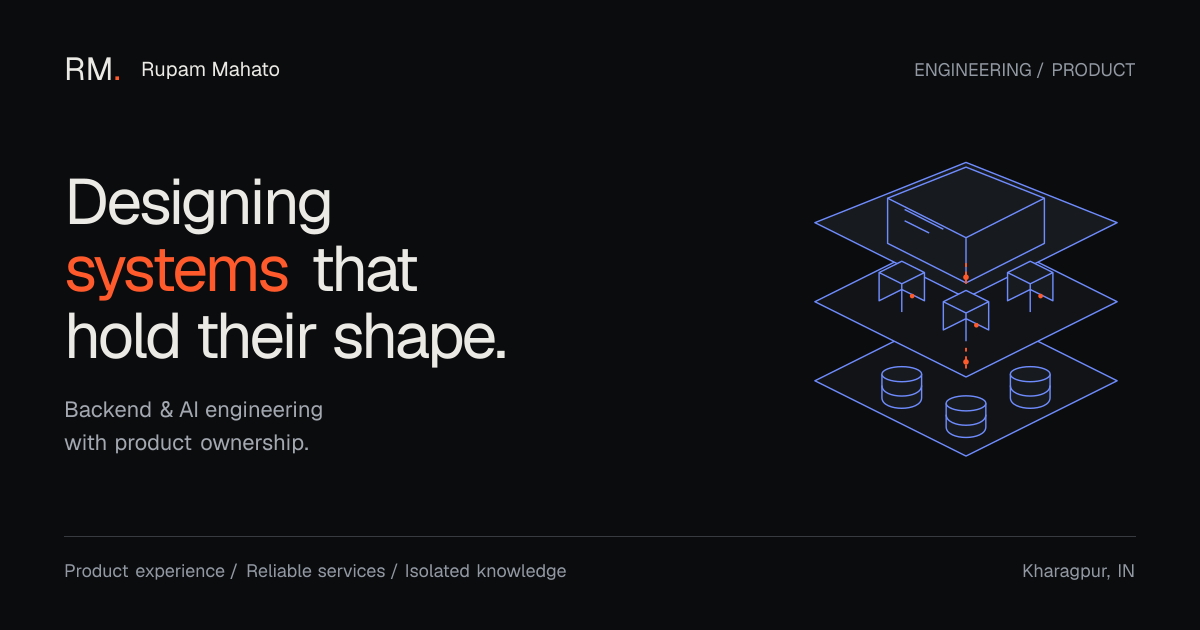 RM. Rupam Mahato
ENGINEERING / PRODUCT
Designing
systems that
hold their shape.
Backend & AI engineering
with product ownership.
Product experience / Reliable services / Isolated knowledge
Kharagpur, IN